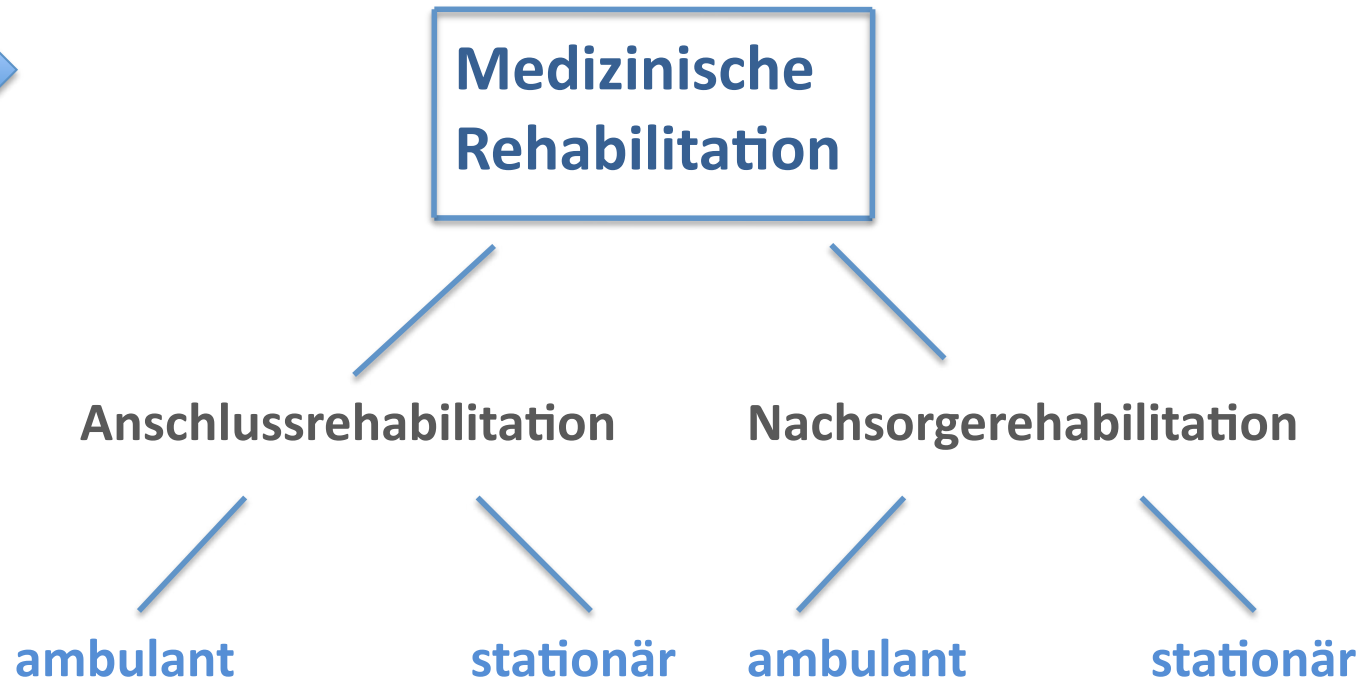 Medizinische
Rehabilitation
Anschlussrehabilitation Nachsorgerehabilitation
ambulant stationär ambulant stationär